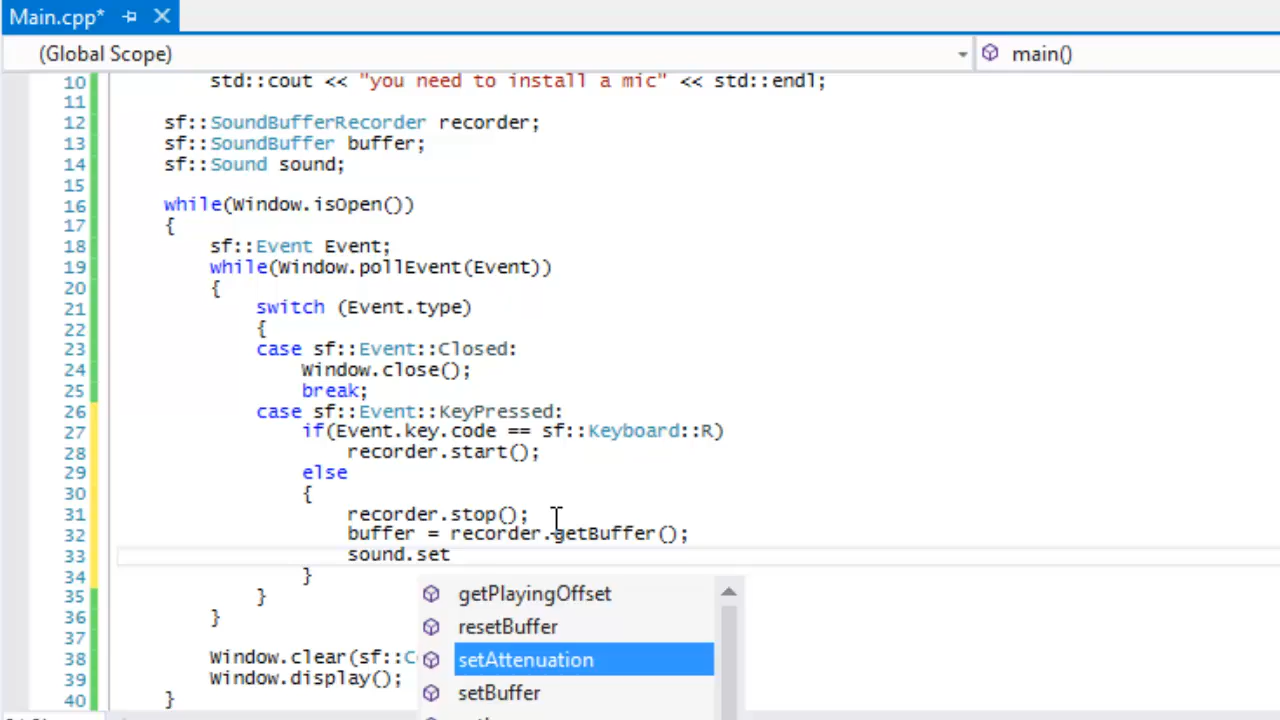 Main.cpp*
(Global Scope) main()
10 std::cout << "you need to install a mic" << std::endl;
11
12 sf::SoundBufferRecorder recorder;
13 sf::SoundBuffer buffer;
14 sf::Sound sound;
15
16 while(Window.isOpen())
17 {
18 sf::Event Event;
19 while(Window.pollEvent(Event))
20 {
21 switch (Event.type)
22 {
23 case sf::Event::Closed:
24 Window.close();
25 break;
26 case sf::Event::KeyPressed:
27 if(Event.key.code == sf::Keyboard::R)
28 recorder.start();
29 else
30 {
31 recorder.stop();
32 buffer = recorder.getBuffer();
33 sound.set
34 }
getPlayingOffset
35 }
36 }
resetBuffer
37
38 Window.clear(sf::C
setAttenuation
39 Window.display();
setBuffer
40 }